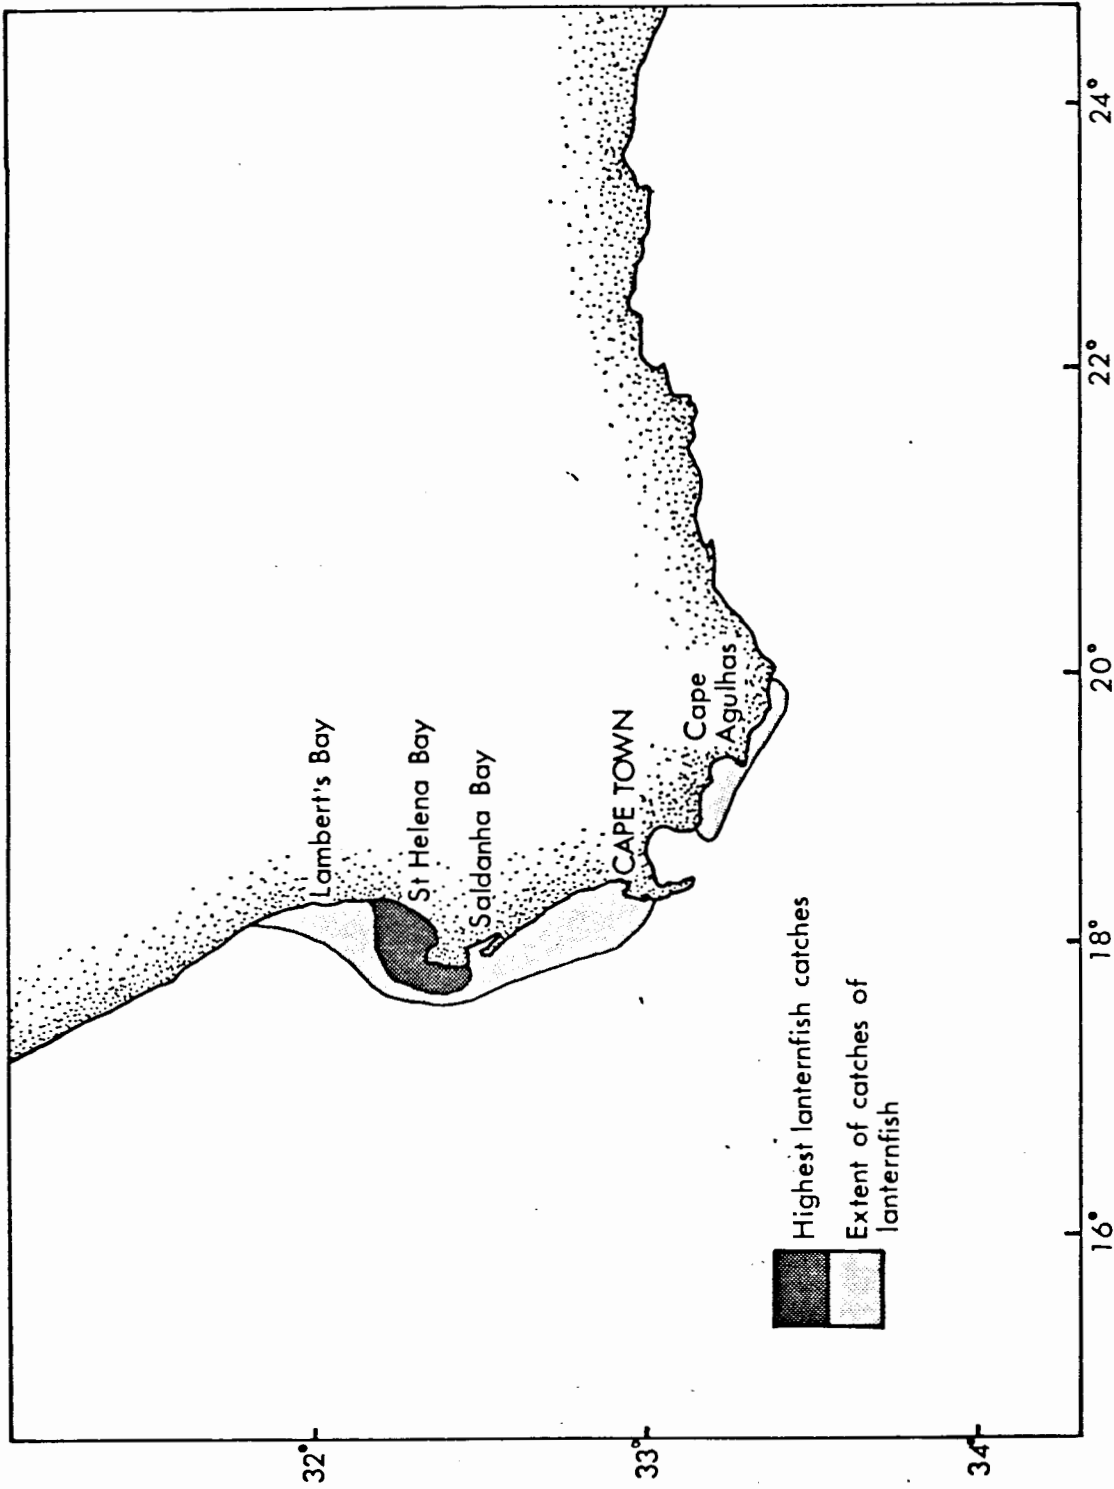 Lambert's Bay
St Helena Bay
Saldanha Bay
CAPE TOWN
Cape
Agulhas
Highest lanternfish catches
Extent of catches of
lanternfish
32°
33°
34°
16°
18°
20°
22°
24°